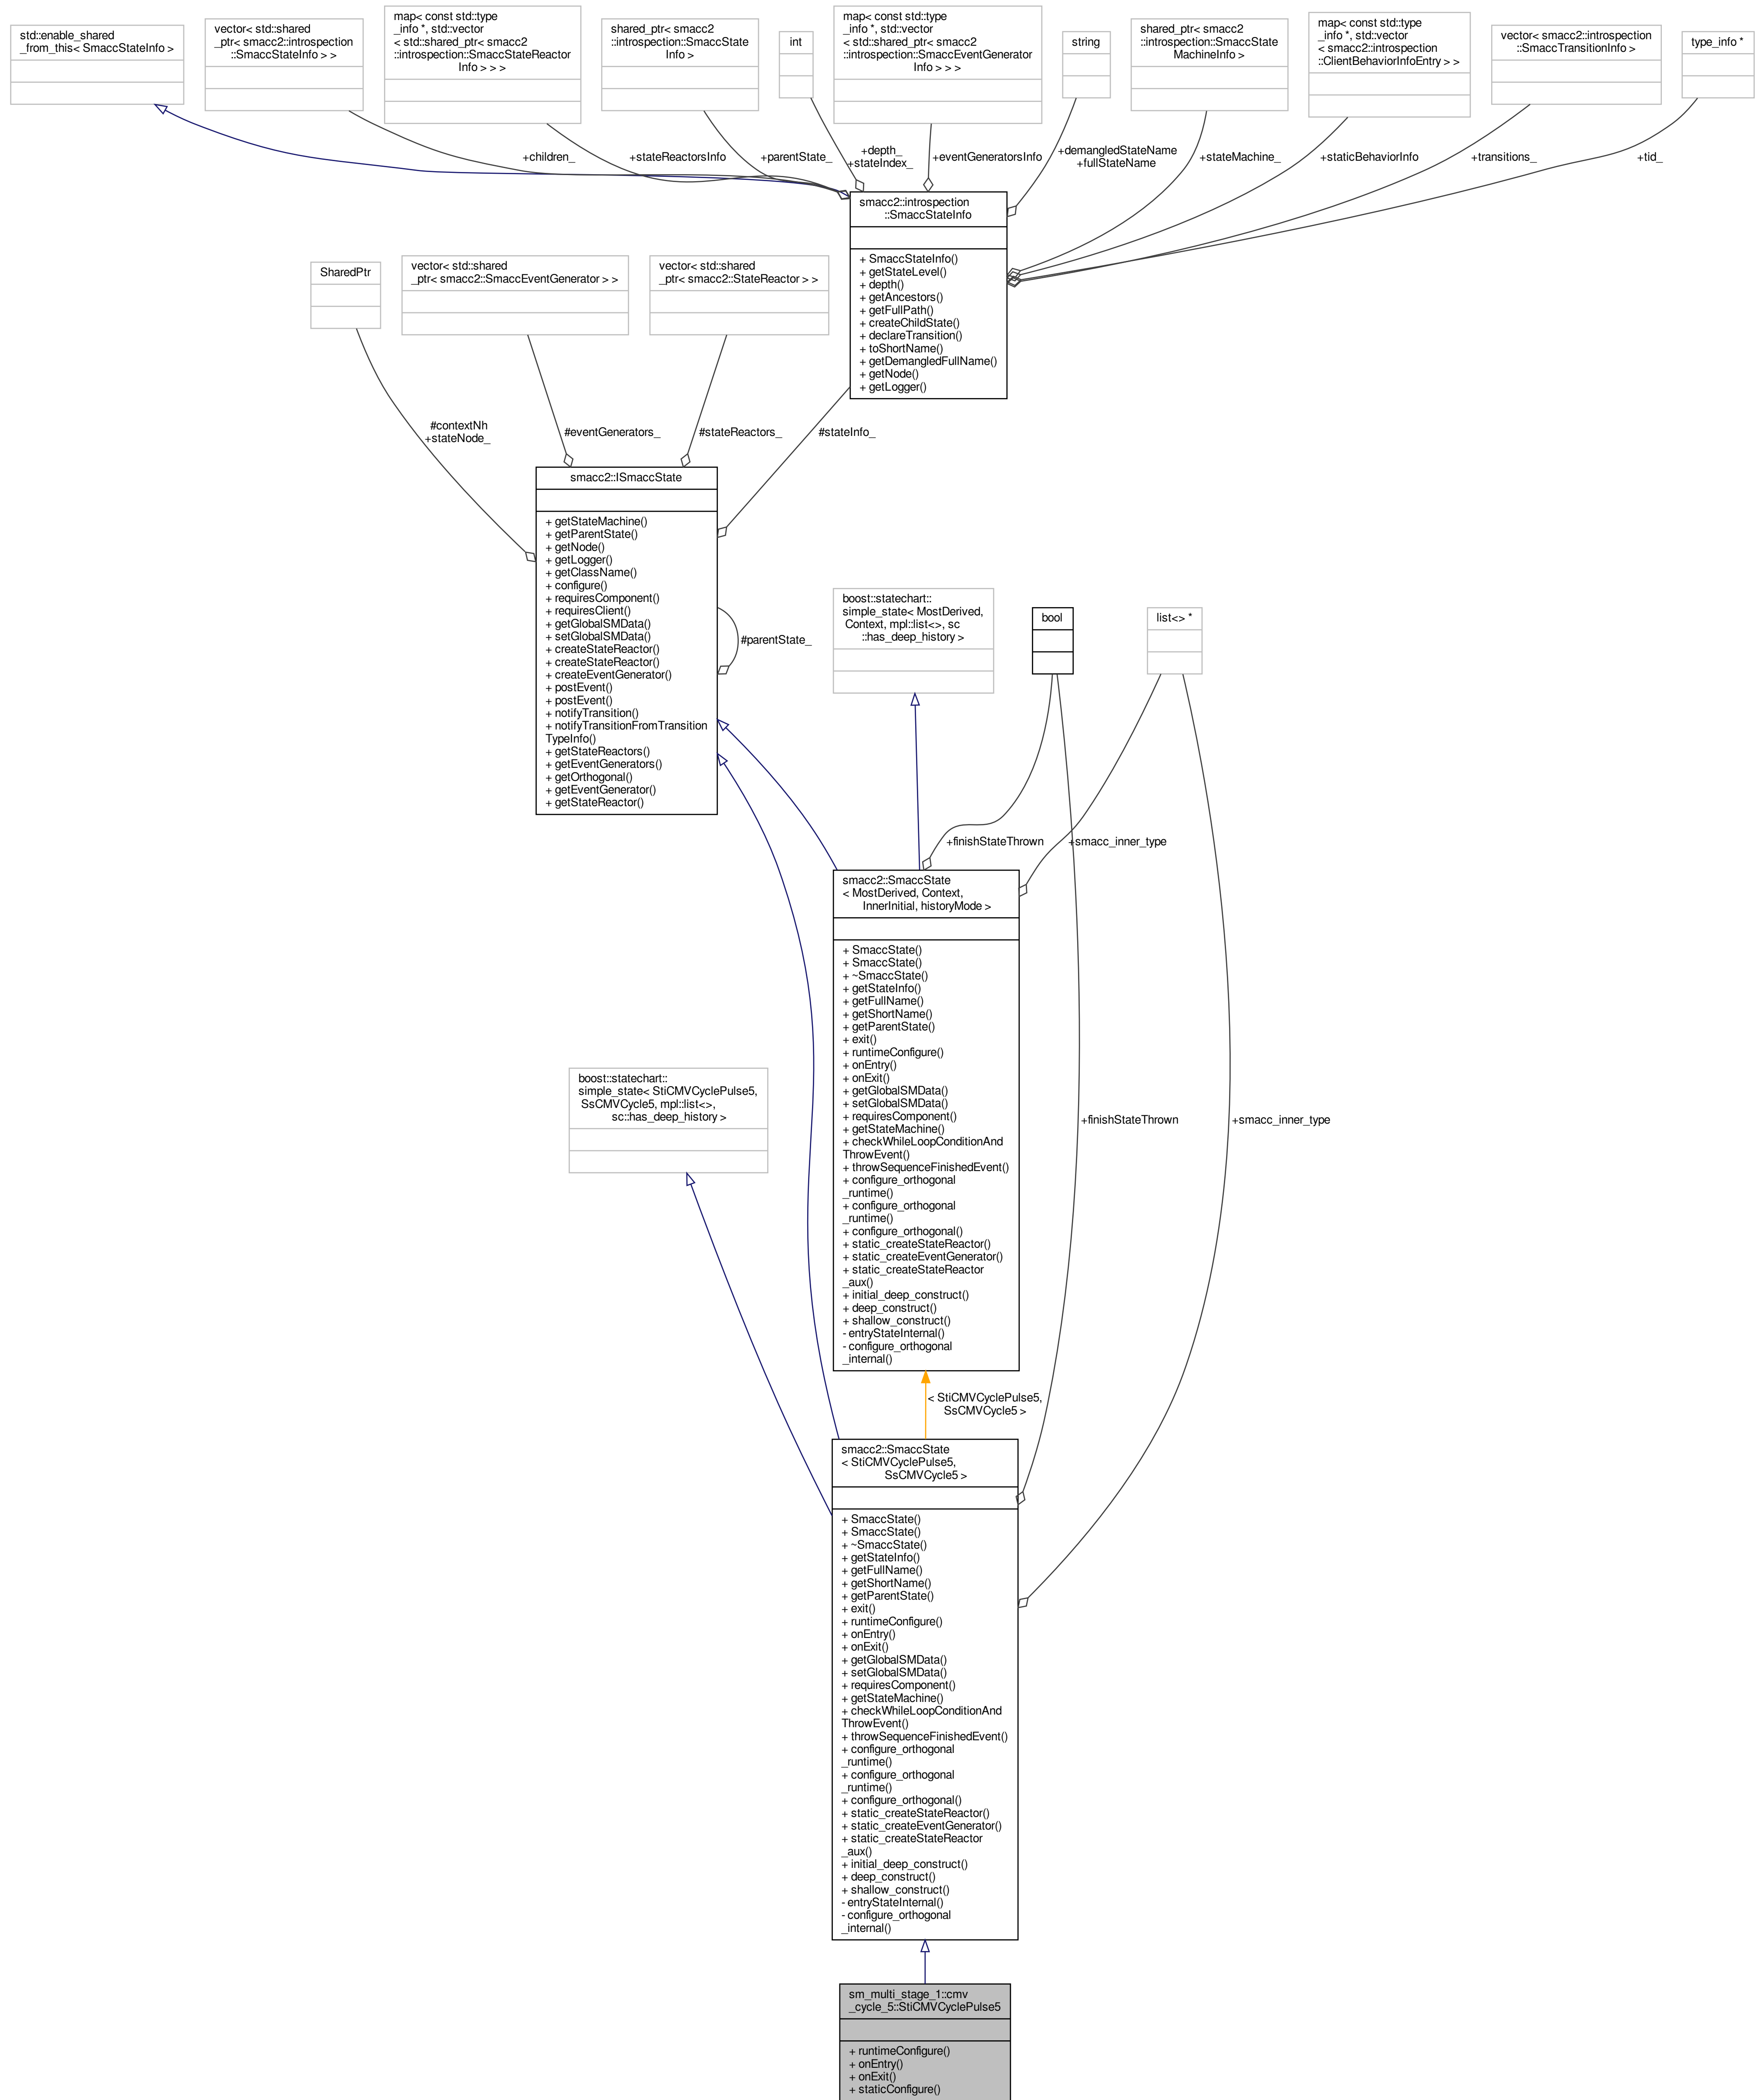 std::enable_shared
_from_this< SmaccStateInfo >
vector< std::shared
_ptr< smacc2::introspection
::SmaccStateInfo > >
map< const std::type
_info *, std::vector
< std::shared_ptr< smacc2
::introspection::SmaccStateReactor
Info > > >
shared_ptr< smacc2
::introspection::SmaccState
Info >
int
map< const std::type
_info *, std::vector
< std::shared_ptr< smacc2
::introspection::SmaccEventGenerator
Info > > >
string
shared_ptr< smacc2
::introspection::SmaccState
MachineInfo >
map< const std::type
_info *, std::vector
< smacc2::introspection
::ClientBehaviorInfoEntry > >
vector< smacc2::introspection
::SmaccTransitionInfo >
type_info *
+children_
+stateReactorsInfo
+parentState_
+depth_
+stateIndex_
+eventGeneratorsInfo
+demangledStateName
+fullStateName
+stateMachine_
+staticBehaviorInfo
+transitions_
+tid_
smacc2::introspection
::SmaccStateInfo
+ SmaccStateInfo()
+ getStateLevel()
+ depth()
+ getAncestors()
+ getFullPath()
+ createChildState()
+ declareTransition()
+ toShortName()
+ getDemangledFullName()
+ getNode()
+ getLogger()
SharedPtr
vector< std::shared
_ptr< smacc2::SmaccEventGenerator > >
vector< std::shared
_ptr< smacc2::StateReactor > >
#contextNh
+stateNode_
#eventGenerators_
#stateReactors_
#stateInfo_
smacc2::ISmaccState
+ getStateMachine()
+ getParentState()
+ getNode()
+ getLogger()
+ getClassName()
+ configure()
+ requiresComponent()
+ requiresClient()
+ getGlobalSMData()
+ setGlobalSMData()
+ createStateReactor()
+ createStateReactor()
+ createEventGenerator()
+ postEvent()
+ postEvent()
+ notifyTransition()
+ notifyTransitionFromTransition
TypeInfo()
+ getStateReactors()
+ getEventGenerators()
+ getOrthogonal()
+ getEventGenerator()
+ getStateReactor()
#parentState_
boost::statechart::
simple_state< MostDerived,
Context, mpl::list<>, sc
::has_deep_history >
bool
list<> *
+finishStateThrown
+smacc_inner_type
smacc2::SmaccState
< MostDerived, Context,
InnerInitial, historyMode >
+ SmaccState()
+ SmaccState()
+ ~SmaccState()
+ getStateInfo()
+ getFullName()
+ getShortName()
+ getParentState()
+ exit()
+ runtimeConfigure()
+ onEntry()
+ onExit()
+ getGlobalSMData()
+ setGlobalSMData()
+ requiresComponent()
+ getStateMachine()
+ checkWhileLoopConditionAnd
ThrowEvent()
+ throwSequenceFinishedEvent()
+ configure_orthogonal
_runtime()
+ configure_orthogonal
_runtime()
+ configure_orthogonal()
+ static_createStateReactor()
+ static_createEventGenerator()
+ static_createStateReactor
_aux()
+ initial_deep_construct()
+ deep_construct()
+ shallow_construct()
- entryStateInternal()
- configure_orthogonal
_internal()
boost::statechart::
simple_state< StiCMVCyclePulse5,
SsCMVCycle5, mpl::list<>,
sc::has_deep_history >
+finishStateThrown
+smacc_inner_type
< StiCMVCyclePulse5,
SsCMVCycle5 >
smacc2::SmaccState
< StiCMVCyclePulse5,
SsCMVCycle5 >
+ SmaccState()
+ SmaccState()
+ ~SmaccState()
+ getStateInfo()
+ getFullName()
+ getShortName()
+ getParentState()
+ exit()
+ runtimeConfigure()
+ onEntry()
+ onExit()
+ getGlobalSMData()
+ setGlobalSMData()
+ requiresComponent()
+ getStateMachine()
+ checkWhileLoopConditionAnd
ThrowEvent()
+ throwSequenceFinishedEvent()
+ configure_orthogonal
_runtime()
+ configure_orthogonal
_runtime()
+ configure_orthogonal()
+ static_createStateReactor()
+ static_createEventGenerator()
+ static_createStateReactor
_aux()
+ initial_deep_construct()
+ deep_construct()
+ shallow_construct()
- entryStateInternal()
- configure_orthogonal
_internal()
sm_multi_stage_1::cmv
_cycle_5::StiCMVCyclePulse5
+ runtimeConfigure()
+ onEntry()
+ onExit()
+ staticConfigure()